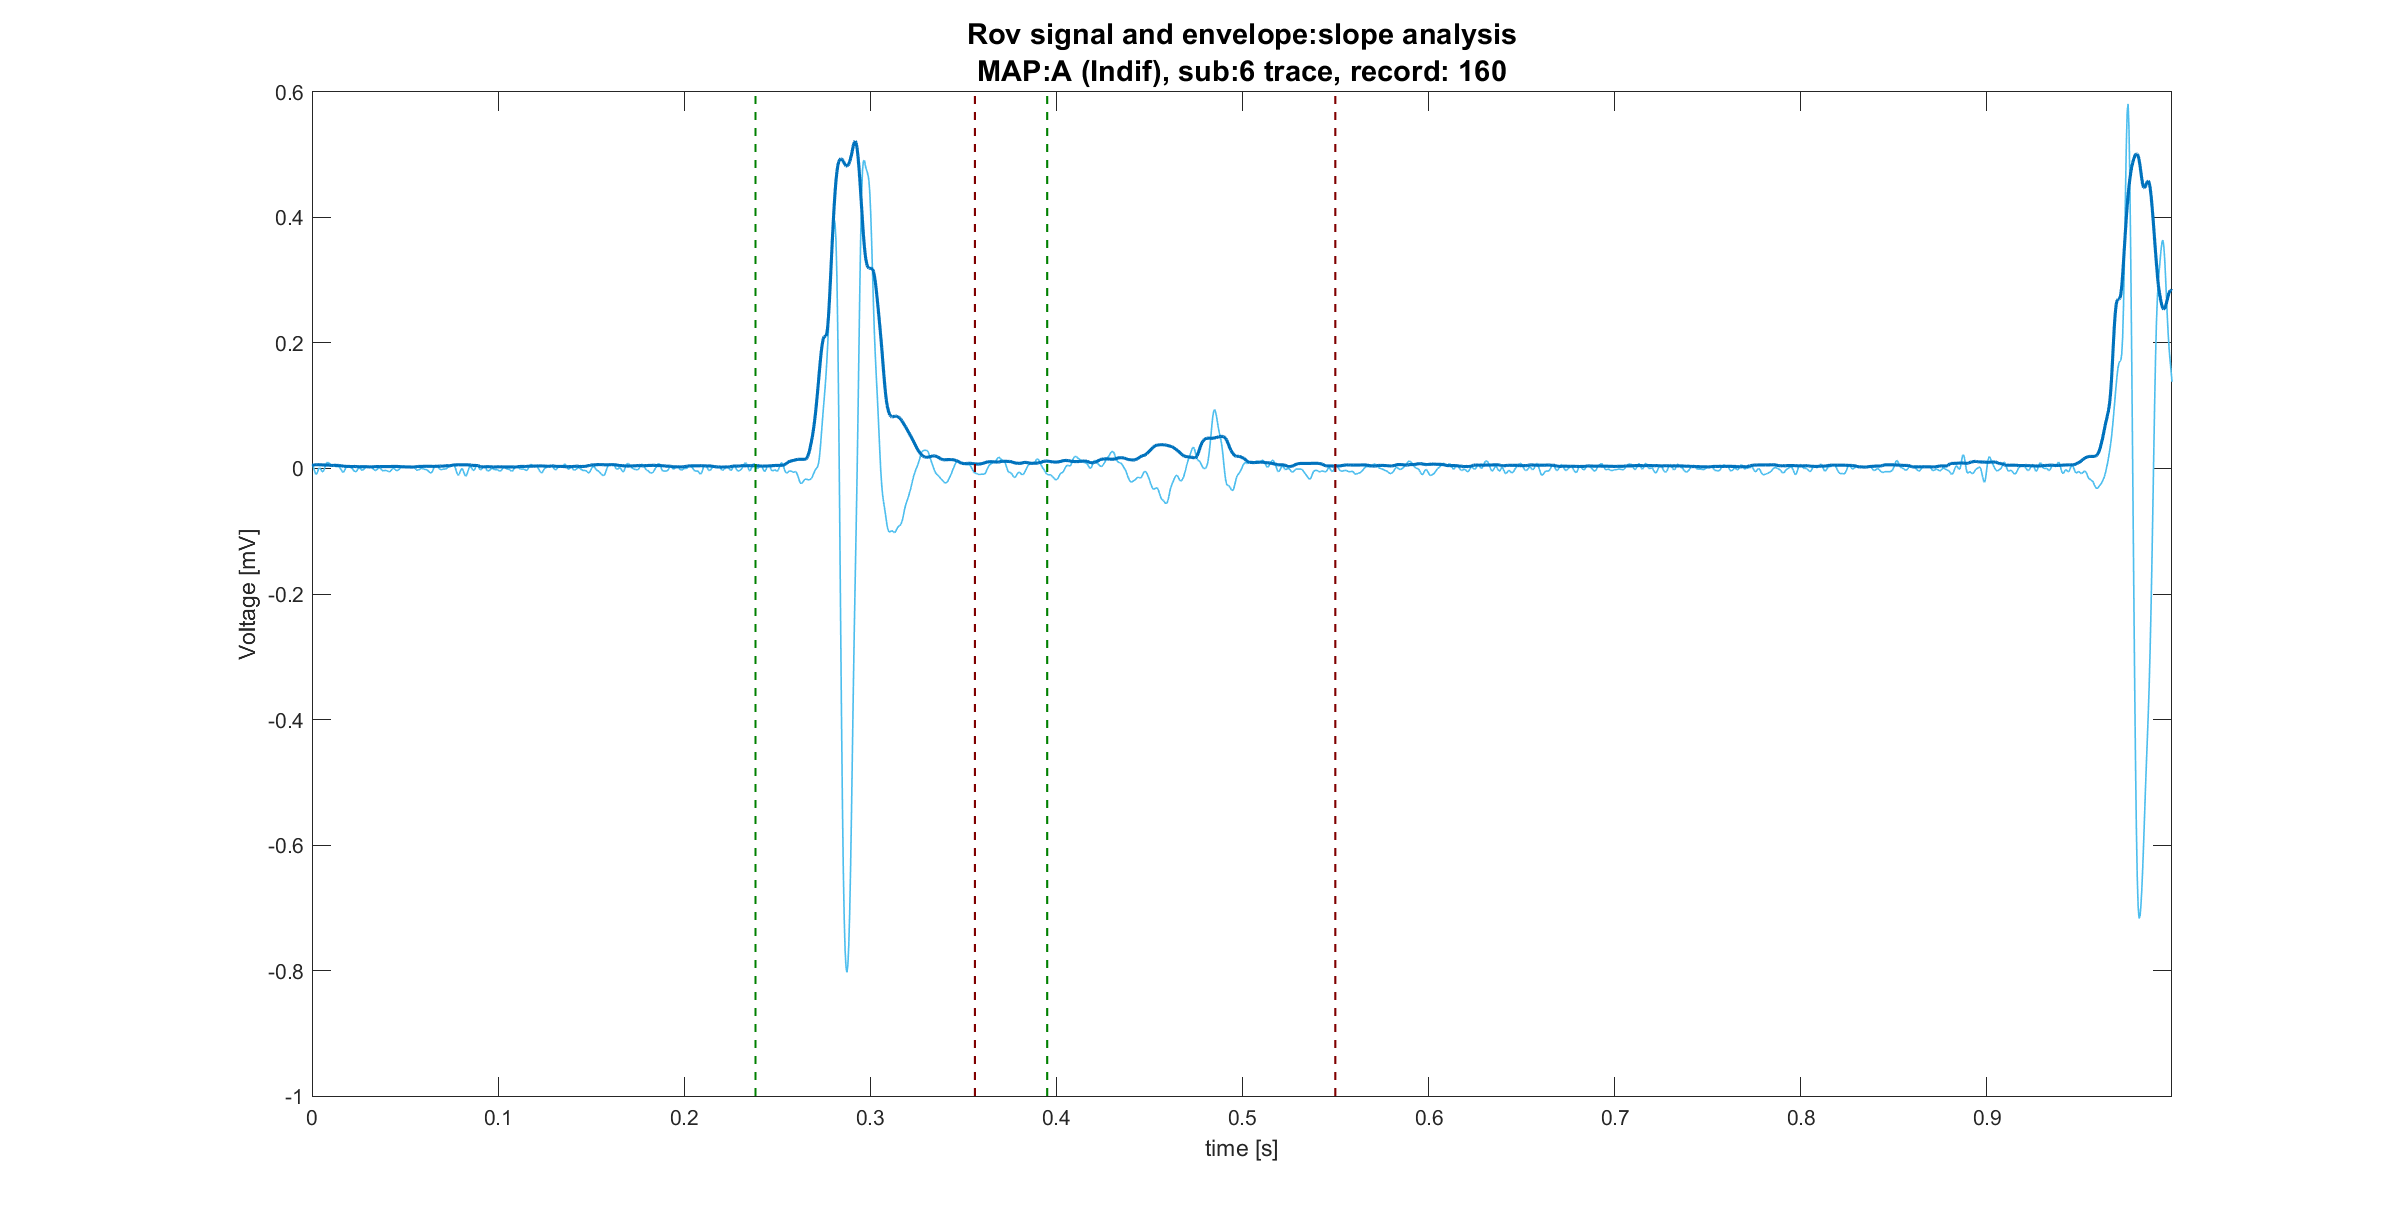 Rov signal and envelope:slope analysis
MAP:A (Indif), sub:6 trace, record: 160
0.6
0.4
0.2
0
-0.2
-0.4
-0.6
-0.8
-1
Voltage [mV]
0 0.1 0.2 0.3 0.4 0.5 0.6 0.7 0.8 0.9
time [s]